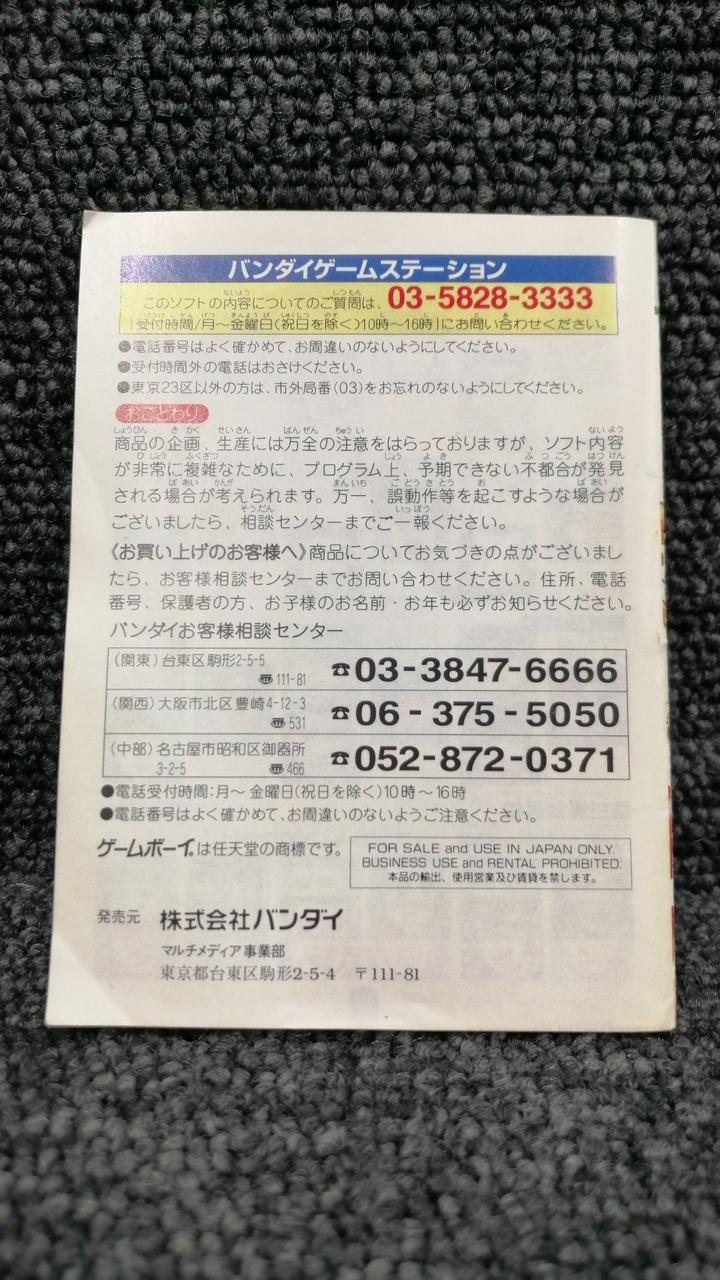 バンダイゲームステーション
このソフトの内容についてのご質問は、03-5828-3333
[受付時間/月〜金曜日(祝日を除く)10時〜16時]にお問い合わせください。
●電話番号はよく確かめて、お間違いのないようにしてください。
●受付時間外の電話はおさけください。
●東京23区以外の方は、市外局番(03)をお忘れのないようにしてください。
おことわり
商品の企画、生産には万全の注意をはらっておりますが、ソフト内容
が非常に複雑なために、プログラム上、予期できない不都合が発見
される場合が考えられます。万一、誤動作等を起こすような場合が
ございましたら、相談センターまでご一報ください。
《お買い上げのお客様へ》商品についてお気づきの点がございまし
たら、お客様相談センターまでお問い合わせください。住所、電話
番号、保護者の方、お子様のお名前・お年も必ずお知らせください。
バンダイお客様相談センター
(関東)台東区駒形2-5-5 〠111-81 ☎03-3847-6666
(関西)大阪市北区豊崎4-12-3 〠531 ☎06-375-5050
(中部)名古屋市昭和区御器所3-2-5 〠466 ☎052-872-0371
●電話受付時間:月〜金曜日(祝日を除く)10時〜16時
●電話番号はよく確かめて、お間違いのないようご注意ください。
ゲームボーイ®は任天堂の商標です。
FOR SALE and USE IN JAPAN ONLY.
BUSINESS USE and RENTAL PROHIBITED.
本品の輸出、使用営業及び賃貸を禁じます。
発売元 株式会社バンダイ
マルチメディア事業部
東京都台東区駒形2-5-4 〒111-81